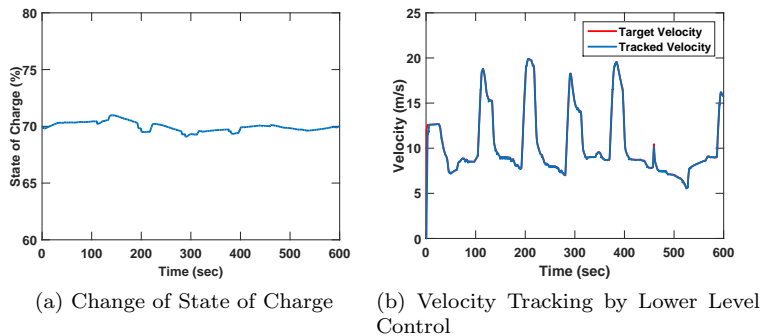 80
75
70
65
60
State of Charge (%)
0 100 200 300 400 500 600
Time (sec)
(a) Change of State of Charge
25
20
15
10
5
0
Velocity (m/s)
Target Velocity
Tracked Velocity
0 100 200 300 400 500 600
Time (sec)
(b) Velocity Tracking by Lower Level
Control